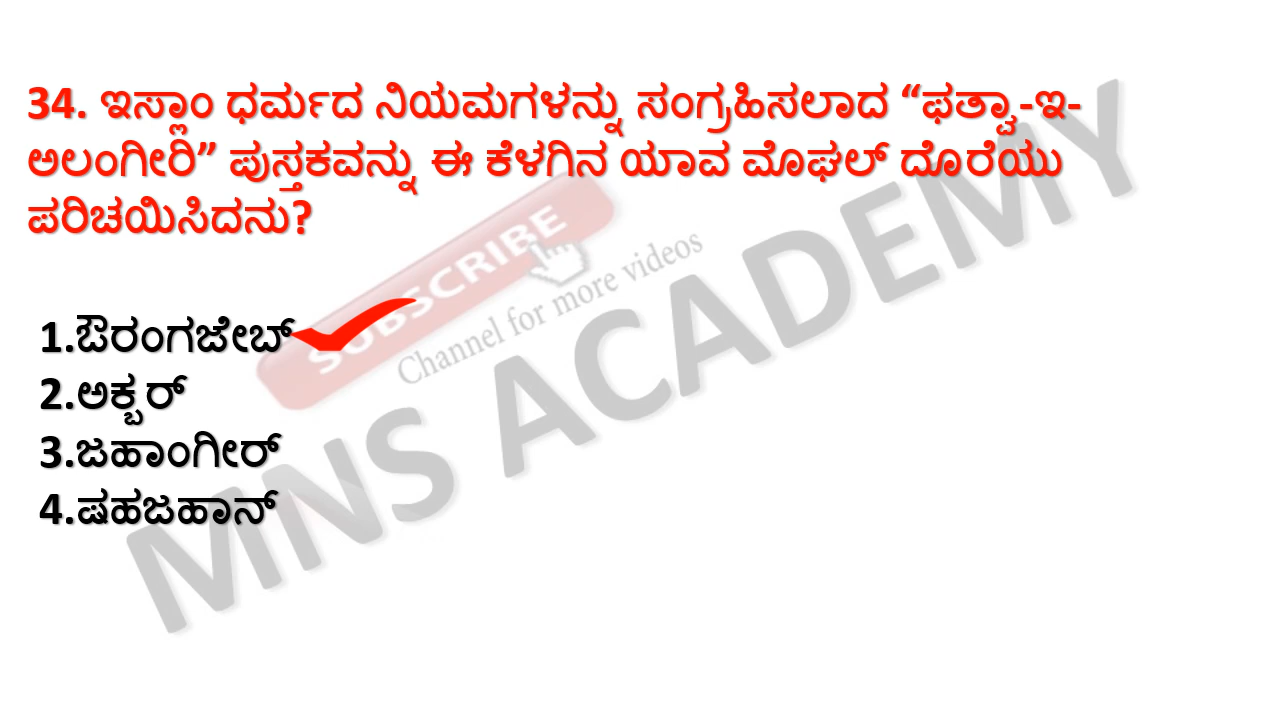 34. ಇಸ್ಲಾಂ ಧರ್ಮದ ನಿಯಮಗಳನ್ನು ಸಂಗ್ರಹಿಸಲಾದ “ಫತ್ವಾ-ಇ-
ಅಲಂಗೀರಿ” ಪುಸ್ತಕವನ್ನು ಈ ಕೆಳಗಿನ ಯಾವ ಮೊಘಲ್ ದೊರೆಯು
ಪರಿಚಯಿಸಿದನು?
1.ಔರಂಗಜೇಬ್
2.ಅಕ್ಬರ್
3.ಜಹಾಂಗೀರ್
4.ಷಹಜಹಾನ್
SUBSCRIBE
Channel for more videos
MNS ACADEMY